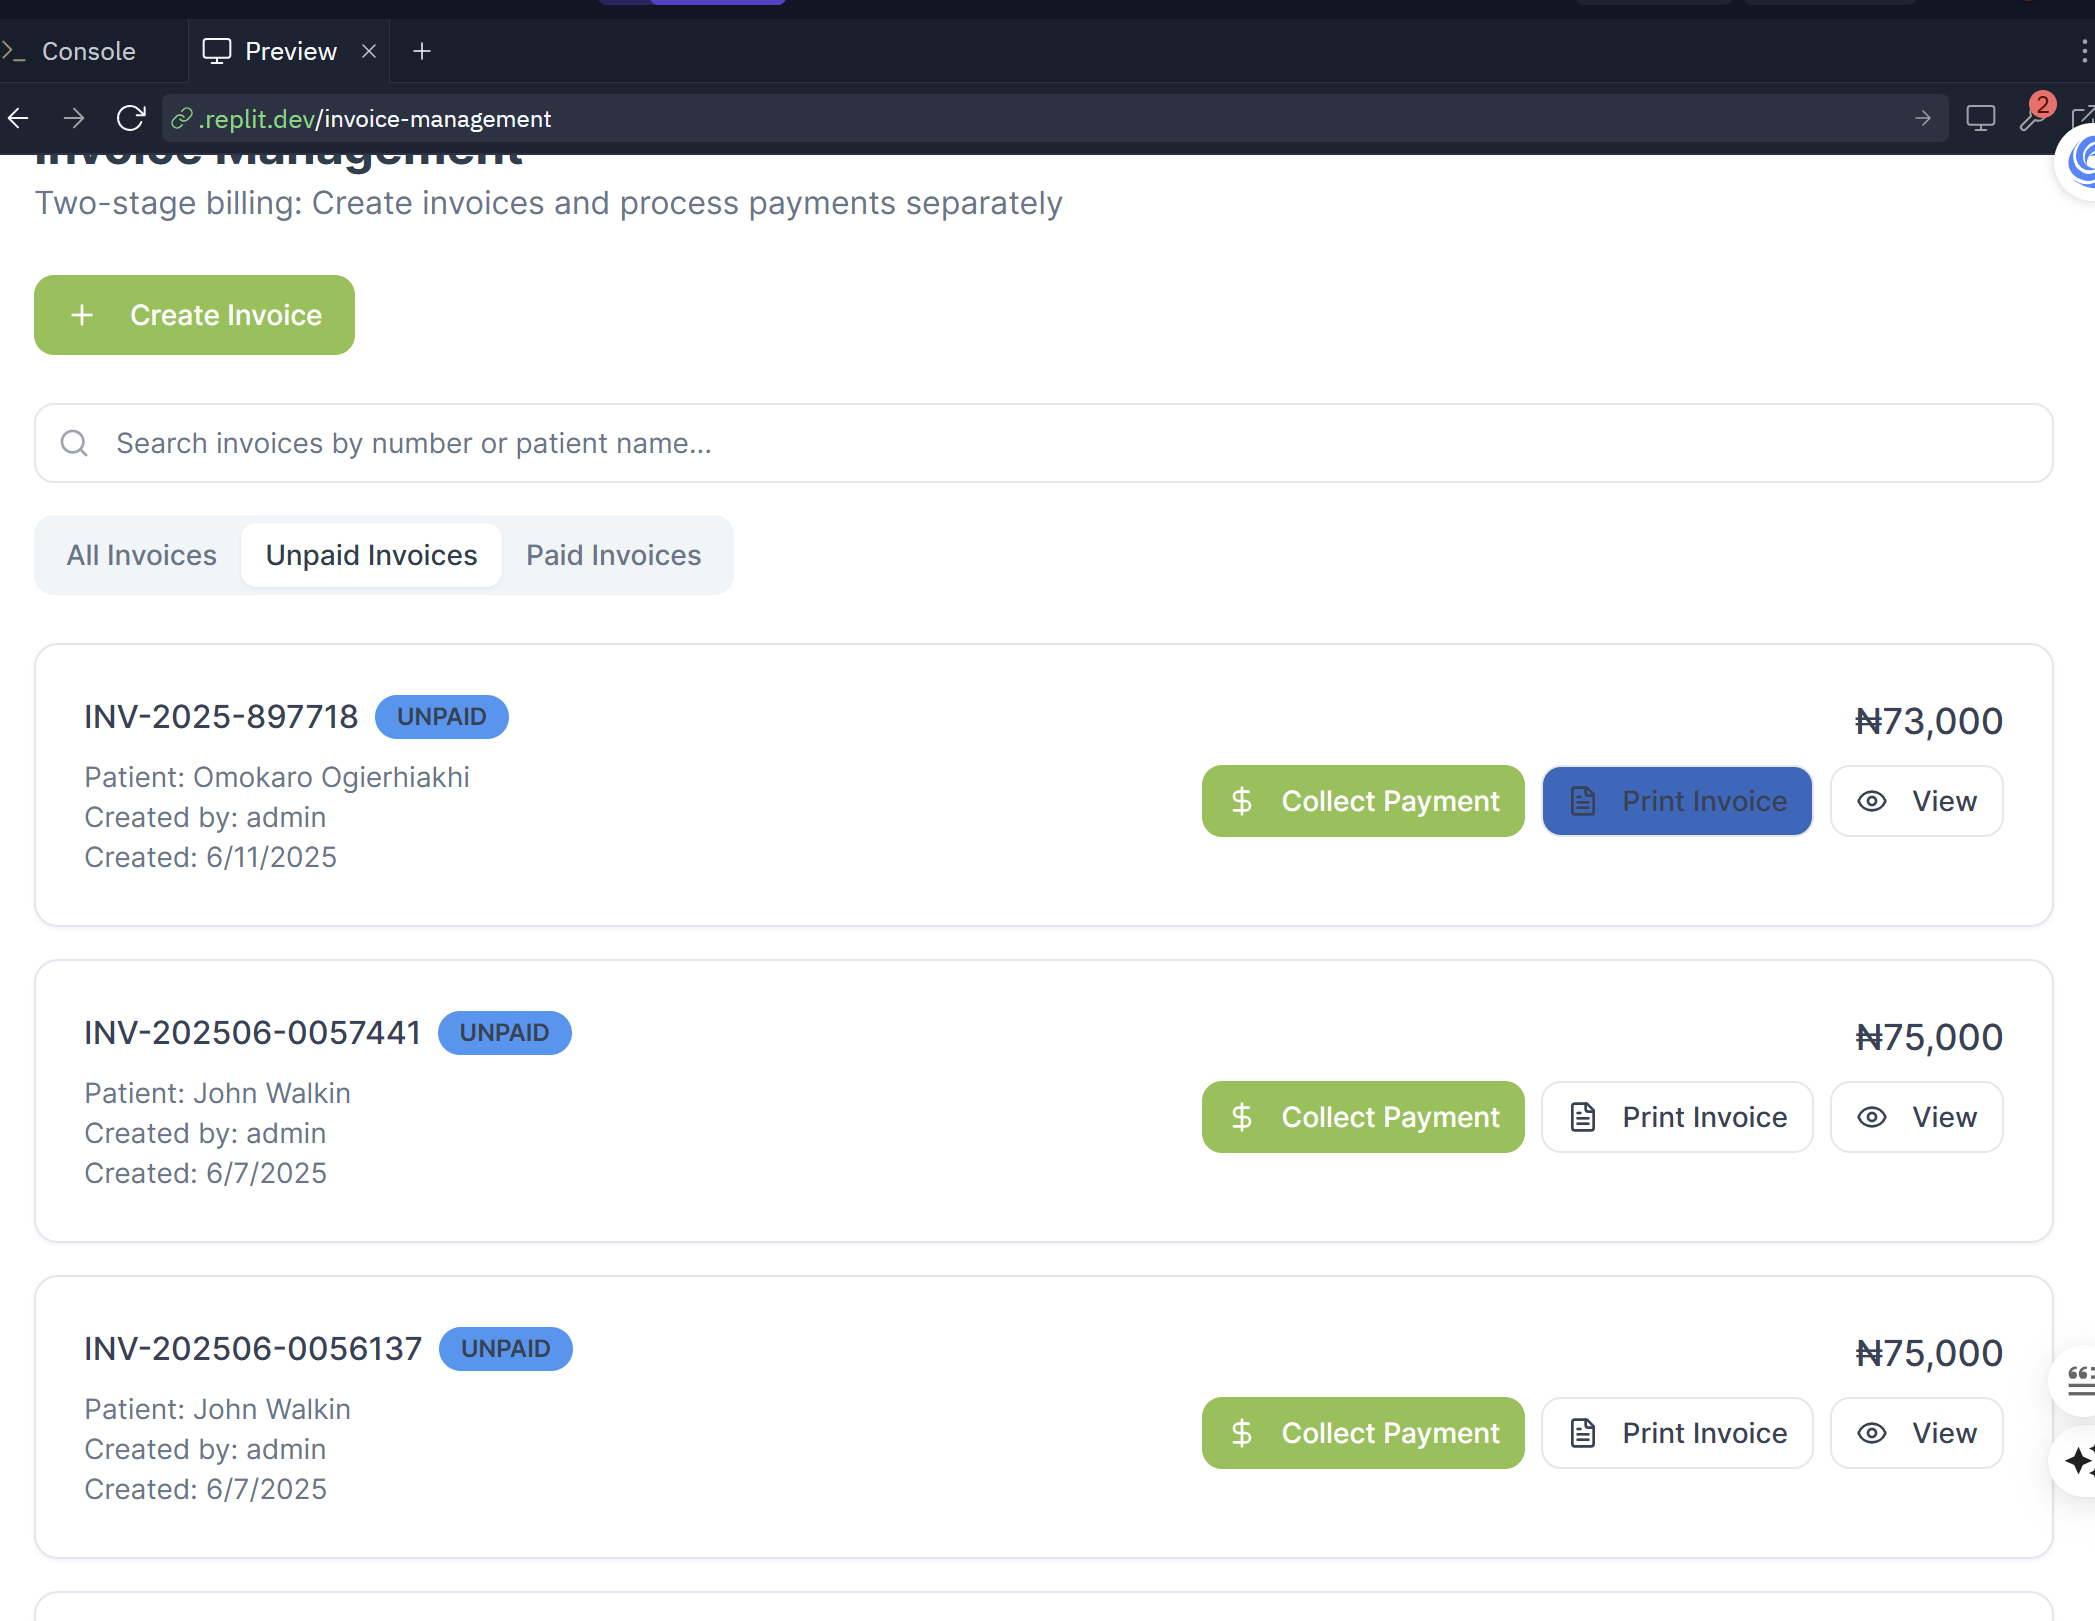 Console
Preview
.replit.dev/invoice-management
2
Invoice Management
Two-stage billing: Create invoices and process payments separately
Create Invoice
Search invoices by number or patient name...
All Invoices
Unpaid Invoices
Paid Invoices
INV-2025-897718
UNPAID
₦73,000
Patient: Omokaro Ogierhiakhi
Created by: admin
Created: 6/11/2025
Collect Payment
Print Invoice
View
INV-202506-0057441
UNPAID
₦75,000
Patient: John Walkin
Created by: admin
Created: 6/7/2025
Collect Payment
Print Invoice
View
INV-202506-0056137
UNPAID
₦75,000
Patient: John Walkin
Created by: admin
Created: 6/7/2025
Collect Payment
Print Invoice
View